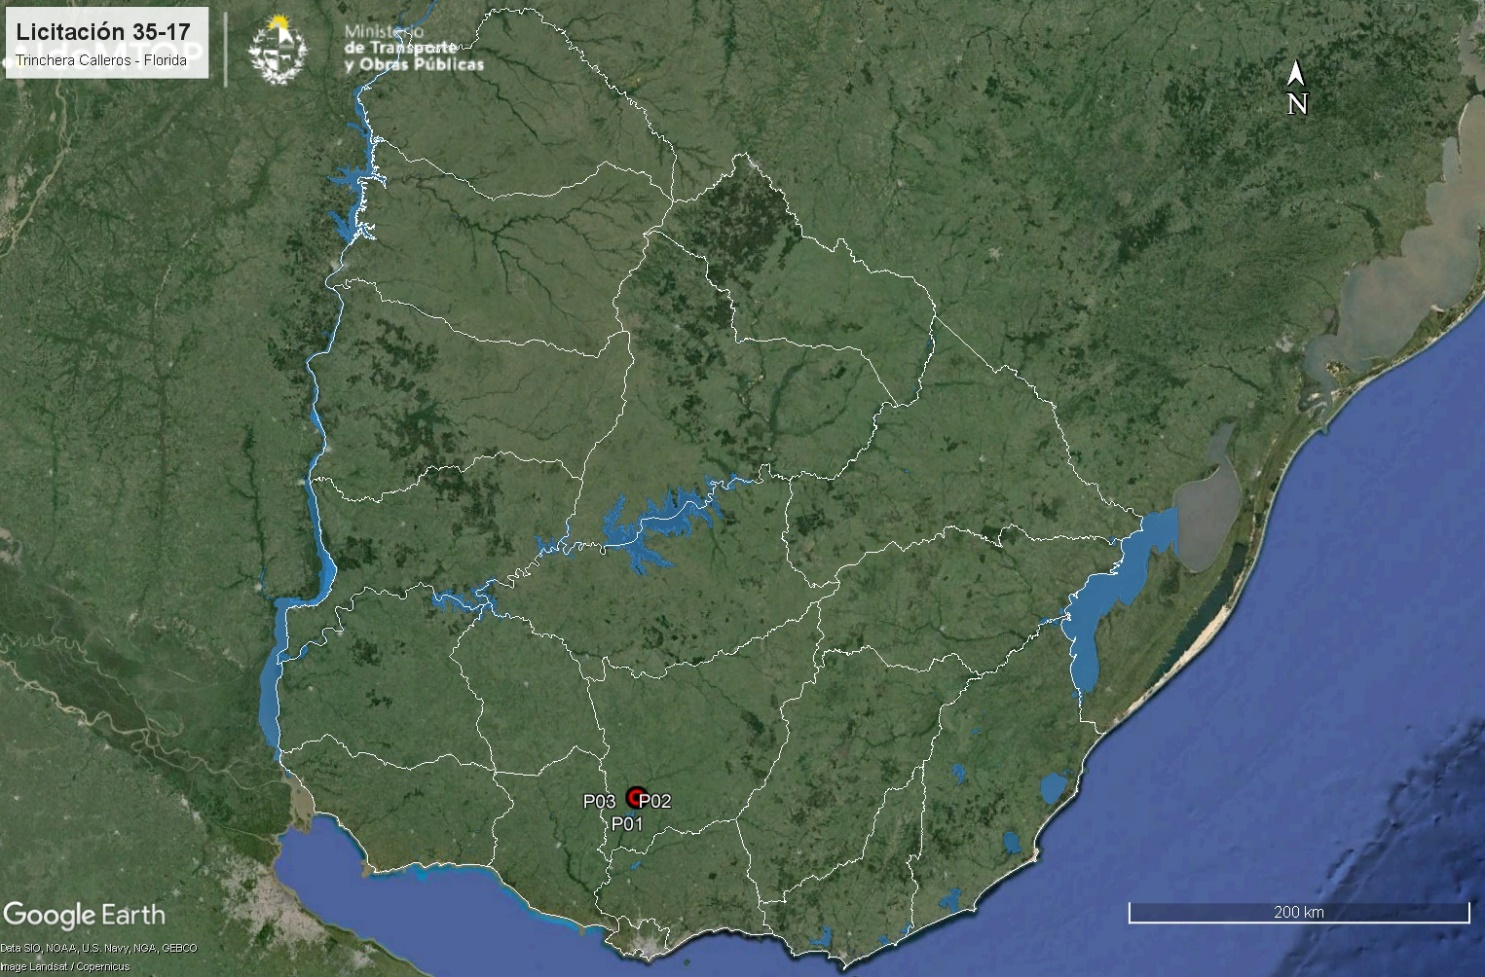 Licitación 35-17
Trinchera Calleros - Florida
Ministerio
de Transporte
y Obras Públicas
N
P03
P02
P01
200 km
Google Earth
Data SIO, NOAA, U.S. Navy, NGA, GEBCO
Image Landsat / Copernicus